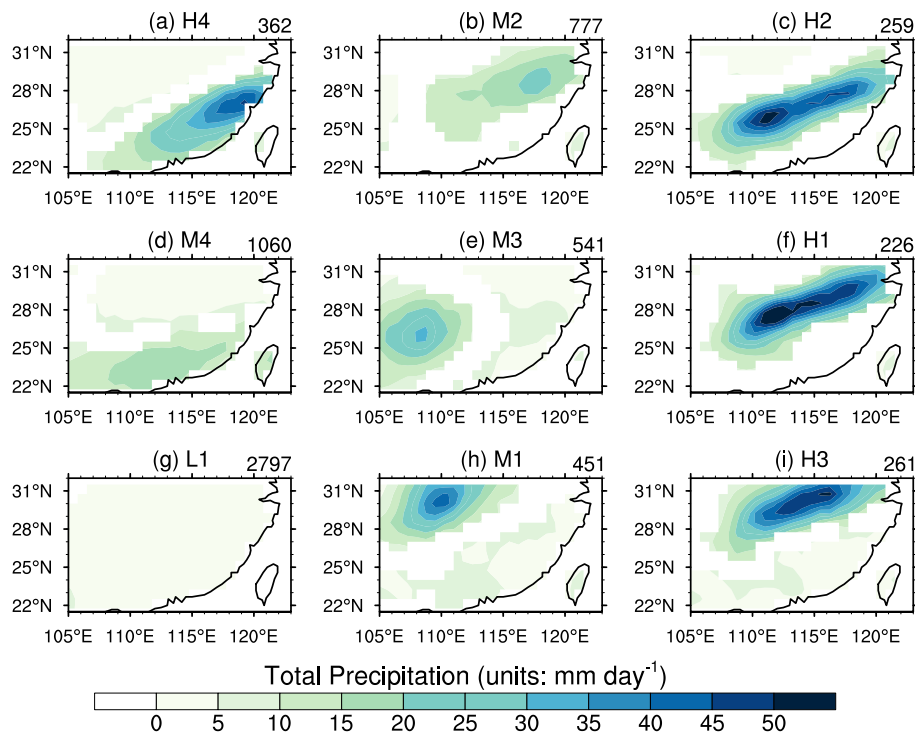 (a) H4 362 (b) M2 777 (c) H2 259
31°N 31°N 31°N
28°N 28°N 28°N
25°N 25°N 25°N
22°N 22°N 22°N
105°E 110°E 115°E 120°E 105°E 110°E 115°E 120°E 105°E 110°E 115°E 120°E
(d) M4 1060 (e) M3 541 (f) H1 226
31°N 31°N 31°N
28°N 28°N 28°N
25°N 25°N 25°N
22°N 22°N 22°N
105°E 110°E 115°E 120°E 105°E 110°E 115°E 120°E 105°E 110°E 115°E 120°E
(g) L1 2797 (h) M1 451 (i) H3 261
31°N 31°N 31°N
28°N 28°N 28°N
25°N 25°N 25°N
22°N 22°N 22°N
105°E 110°E 115°E 120°E 105°E 110°E 115°E 120°E 105°E 110°E 115°E 120°E
Total Precipitation (units: mm day⁻¹)
0 5 10 15 20 25 30 35 40 45 50